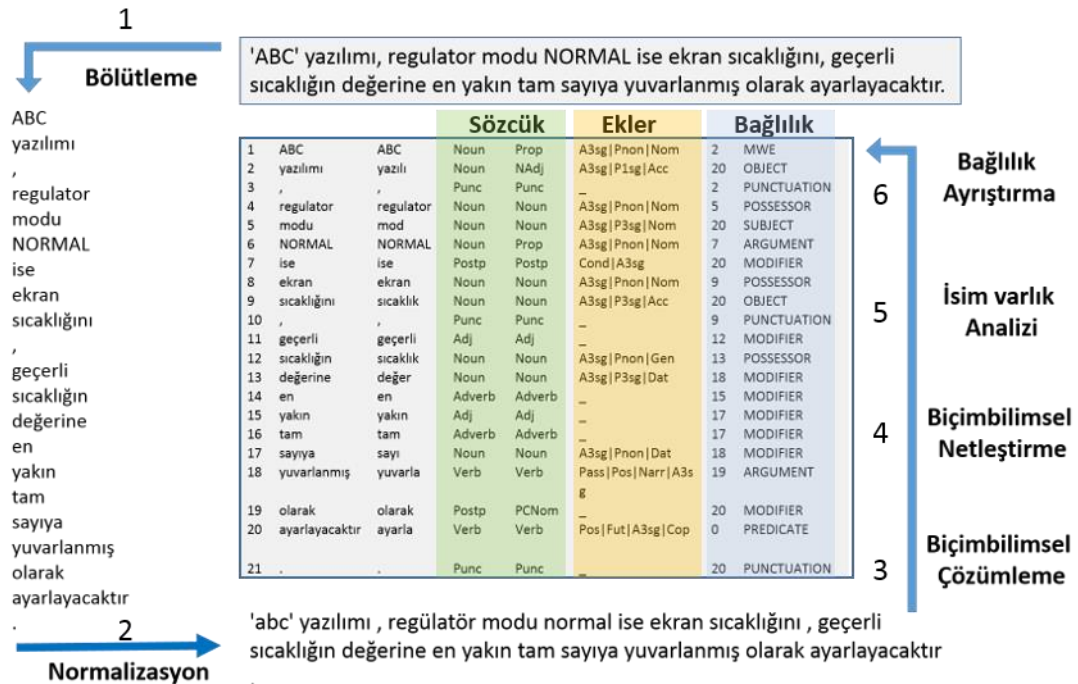 1
Bölütleme
'ABC' yazılımı, regulator modu NORMAL ise ekran sıcaklığını, geçerli
sıcaklığın değerine en yakın tam sayıya yuvarlanmış olarak ayarlayacaktır.
ABC
yazılımı
,
regulator
modu
NORMAL
ise
ekran
sıcaklığını
,
geçerli
sıcaklığın
değerine
en
yakın
tam
sayıya
yuvarlanmış
olarak
ayarlayacaktır
.
Sözcük Ekler Bağlılık
1 ABC ABC Noun Prop A3sg|Pnon|Nom 2 MWE
2 yazılımı yazılı Noun NAdj A3sg|P1sg|Acc 20 OBJECT
3 , , Punc Punc _ 2 PUNCTUATION
4 regulator regulator Noun Noun A3sg|Pnon|Nom 5 POSSESSOR
5 modu mod Noun Noun A3sg|P3sg|Nom 20 SUBJECT
6 NORMAL NORMAL Noun Prop A3sg|Pnon|Nom 7 ARGUMENT
7 ise ise Postp Postp Cond|A3sg 20 MODIFIER
8 ekran ekran Noun Noun A3sg|Pnon|Nom 9 POSSESSOR
9 sıcaklığını sıcaklık Noun Noun A3sg|P3sg|Acc 20 OBJECT
10 , , Punc Punc _ 9 PUNCTUATION
11 geçerli geçerli Adj Adj _ 12 MODIFIER
12 sıcaklığın sıcaklık Noun Noun A3sg|Pnon|Gen 13 POSSESSOR
13 değerine değer Noun Noun A3sg|P3sg|Dat 18 MODIFIER
14 en en Adverb Adverb _ 15 MODIFIER
15 yakın yakın Adj Adj _ 17 MODIFIER
16 tam tam Adverb Adverb _ 17 MODIFIER
17 sayıya sayı Noun Noun A3sg|Pnon|Dat 18 MODIFIER
18 yuvarlanmış yuvarla Verb Verb Pass|Pos|Narr|A3s 19 ARGUMENT
g
19 olarak olarak Postp PCNom _ 20 MODIFIER
20 ayarlayacaktır ayarla Verb Verb Pos|Fut|A3sg|Cop 0 PREDICATE
21 . . Punc Punc _ 20 PUNCTUATION
6
Bağlılık
Ayrıştırma
5
İsim varlık
Analizi
4
Biçimbilimsel
Netleştirme
3
Biçimbilimsel
Çözümleme
2
Normalizasyon
'abc' yazılımı , regülatör modu normal ise ekran sıcaklığını , geçerli
sıcaklığın değerine en yakın tam sayıya yuvarlanmış olarak ayarlayacaktır
.